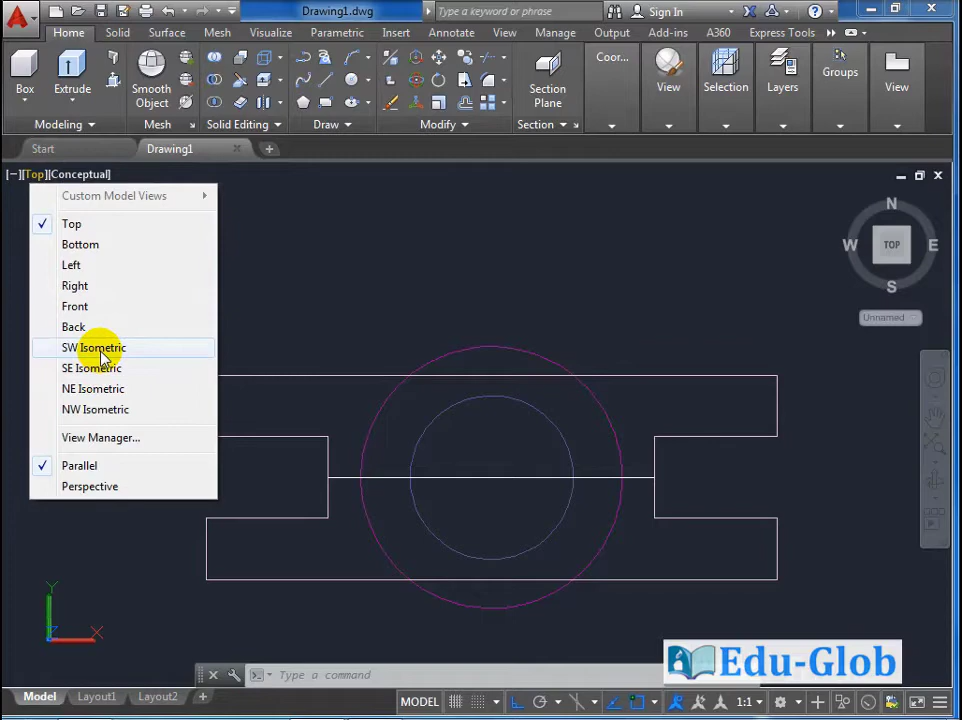 Drawing1.dwg
Type a keyword or phrase
Sign In
Home Solid Surface Mesh Visualize Parametric Insert Annotate View Manage Output Add-ins A360 Express Tools
Box
Extrude
Smooth
Object
Section
Plane
Coor...
View
Selection
Layers
Groups
View
Modeling Mesh Solid Editing Draw Modify Section
Start Drawing1
[−][Top][Conceptual]
Custom Model Views
Top
Bottom
Left
Right
Front
Back
SW Isometric
SE Isometric
NE Isometric
NW Isometric
View Manager...
Parallel
Perspective
N
W TOP E
S
Unnamed
Y
X
Z
Edu-Glob
Type a command
Model Layout1 Layout2
MODEL
1:1